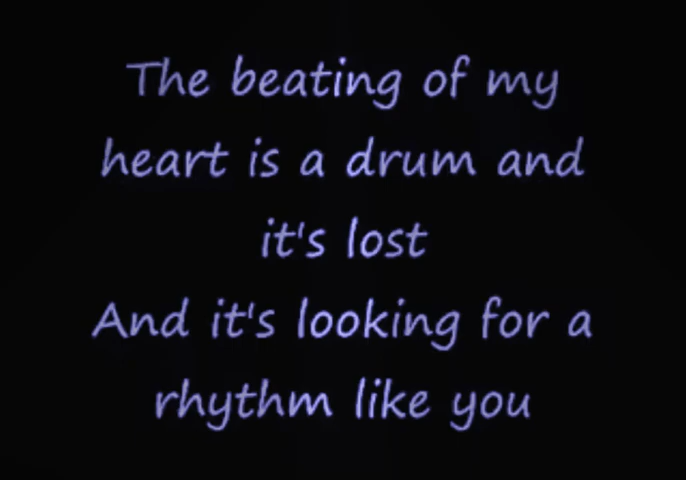 The beating of my
heart is a drum and
it's lost
And it's looking for a
rhythm like you